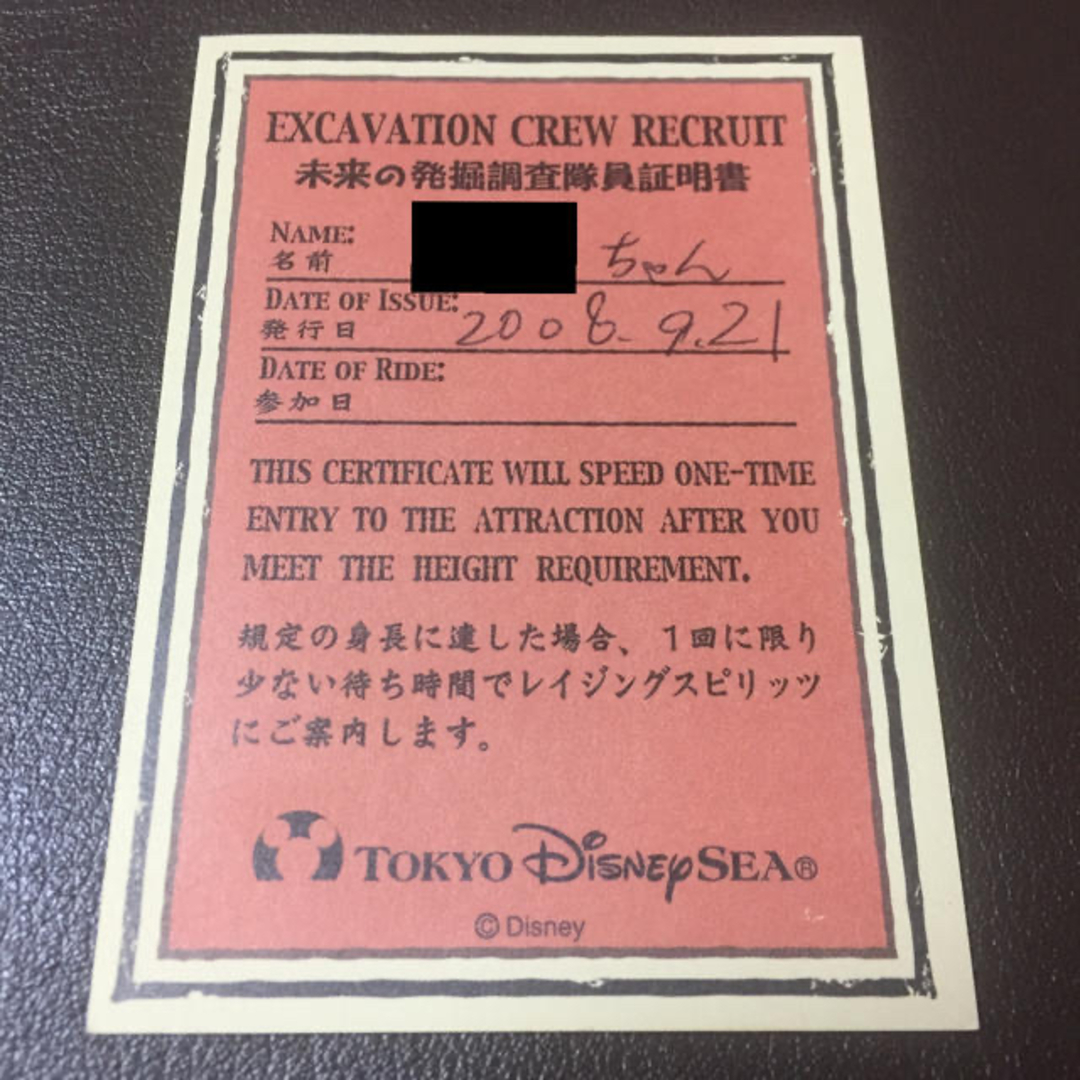 EXCAVATION CREW RECRUIT
未来の発掘調査隊員証明書
NAME:
名前 ちゃん
DATE OF ISSUE:
発行日 2008.9.21
DATE OF RIDE:
参加日
THIS CERTIFICATE WILL SPEED ONE-TIME
ENTRY TO THE ATTRACTION AFTER YOU
MEET THE HEIGHT REQUIREMENT.
規定の身長に達した場合、1回に限り
少ない待ち時間でレイジングスピリッツ
にご案内します。
TOKYO DISNEY SEA®
© Disney